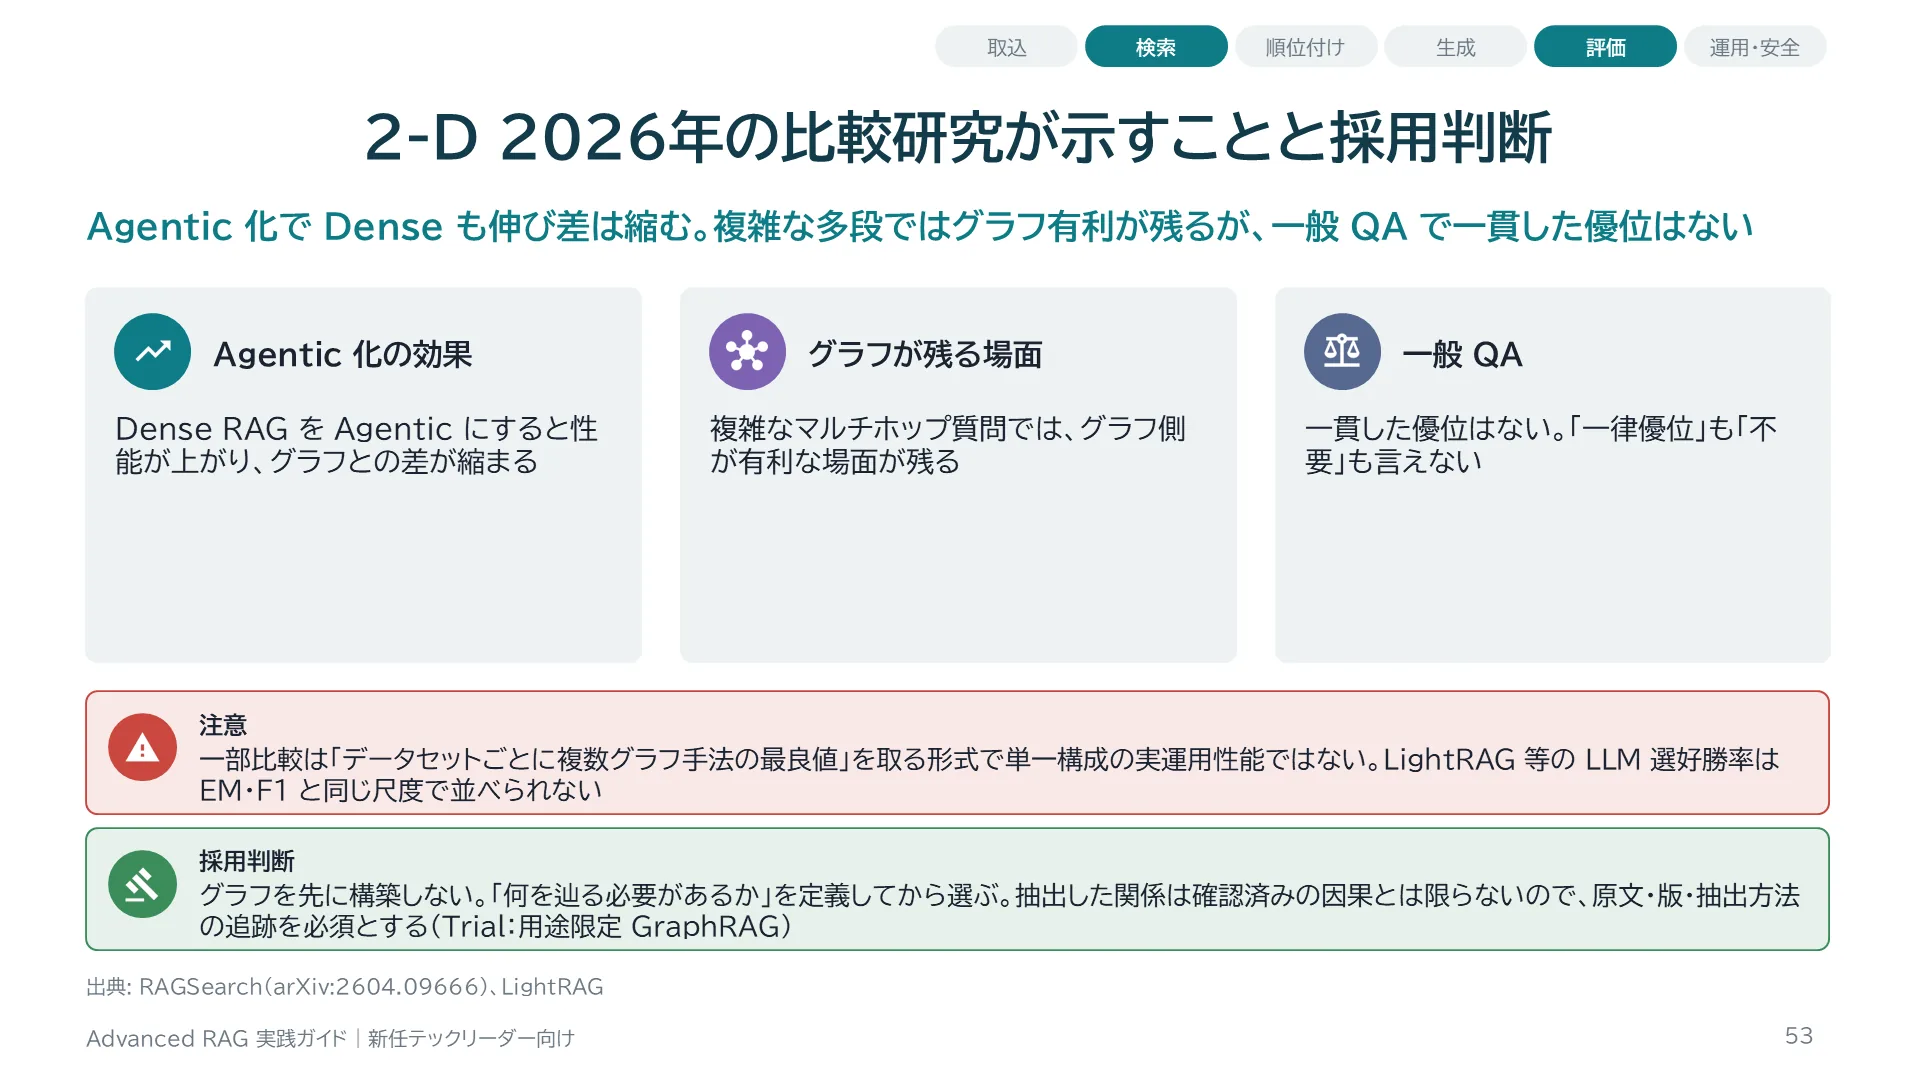 取込
検索
順位付け
生成
評価
運用・安全
2-D 2026年の比較研究が示すことと採用判断
Agentic 化で Dense も伸び差は縮む。複雑な多段ではグラフ有利が残るが、一般 QA で一貫した優位はない
Agentic 化の効果
Dense RAG を Agentic にすると性
能が上がり、グラフとの差が縮まる
グラフが残る場面
複雑なマルチホップ質問では、グラフ側
が有利な場面が残る
一般 QA
一貫した優位はない。「一律優位」も「不
要」も言えない
注意
一部比較は「データセットごとに複数グラフ手法の最良値」を取る形式で単一構成の実運用性能ではない。LightRAG 等の LLM 選好勝率は
EM・F1 と同じ尺度で並べられない
採用判断
グラフを先に構築しない。「何を辿る必要があるか」を定義してから選ぶ。抽出した関係は確認済みの因果とは限らないので、原文・版・抽出方法
の追跡を必須とする（Trial：用途限定 GraphRAG）
出典: RAGSearch（arXiv:2604.09666）、LightRAG
Advanced RAG 実践ガイド｜新任テックリーダー向け
53